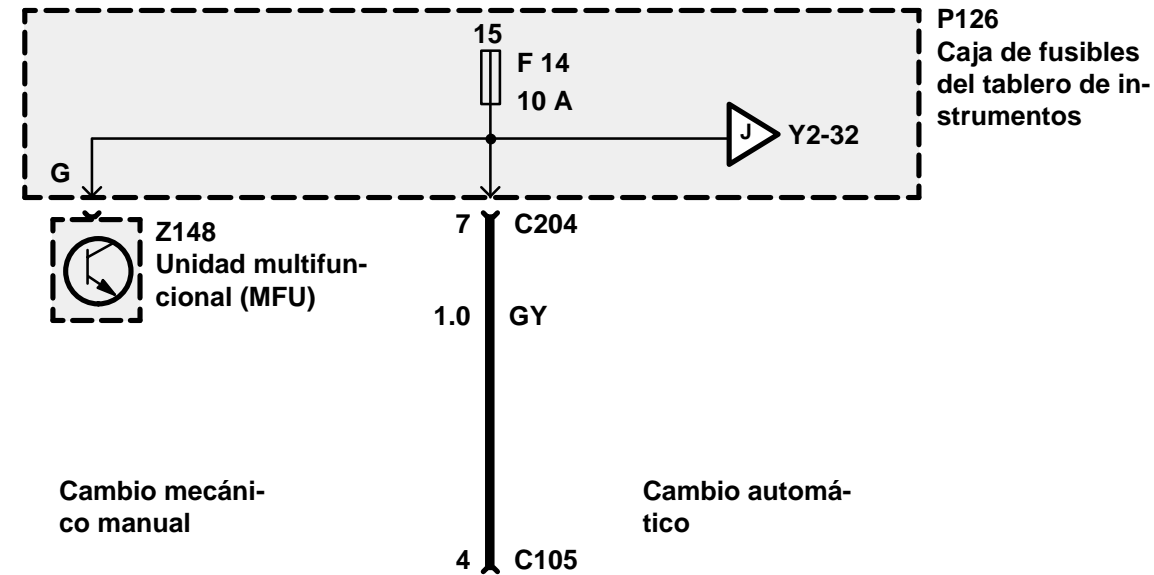 P126
Caja de fusibles
del tablero de in-
strumentos
15
F 14
10 A
J
Y2-32
G
Z148
Unidad multifun-
cional (MFU)
7
C204
1.0
GY
Cambio mecáni-
co manual
Cambio automá-
tico
4
C105